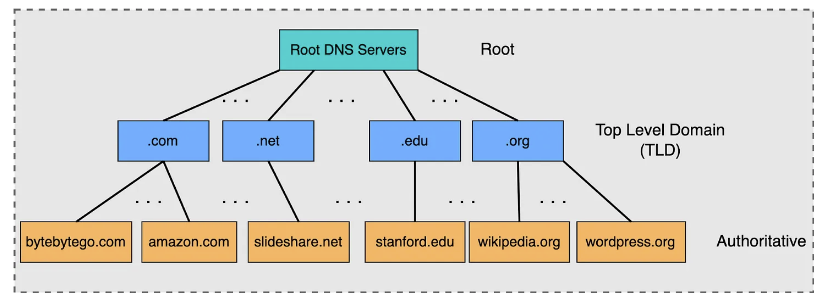 Root DNS Servers
Root
. . .
. . .
. . .
.com
.net
.edu
.org
Top Level Domain
(TLD)
. . .
. . .
. . .
. . .
. . .
bytebytego.com
amazon.com
slideshare.net
stanford.edu
wikipedia.org
wordpress.org
Authoritative